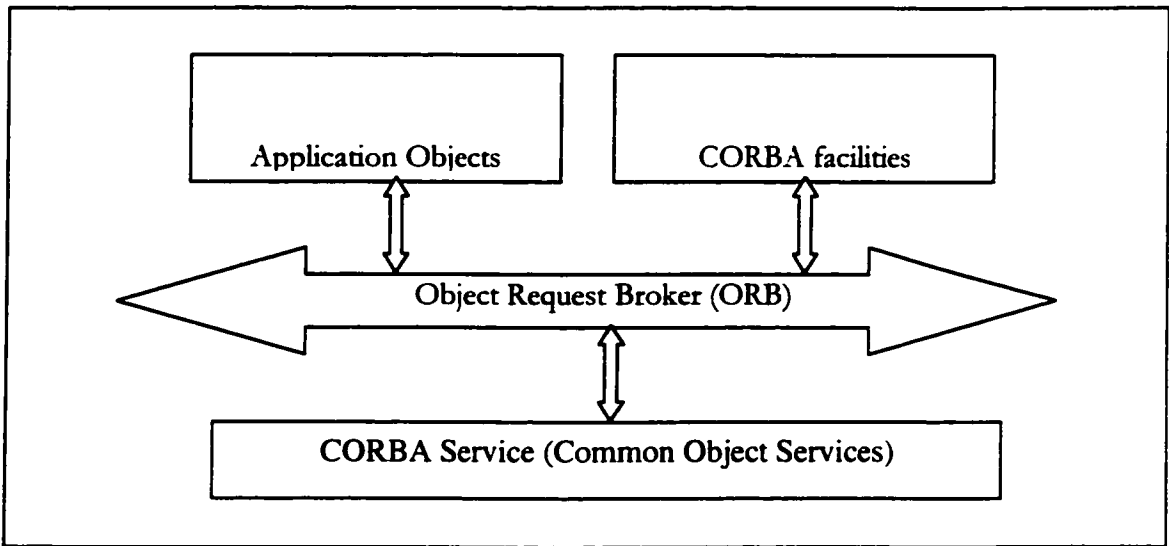 Application Objects
CORBA facilities
Object Request Broker (ORB)
CORBA Service (Common Object Services)